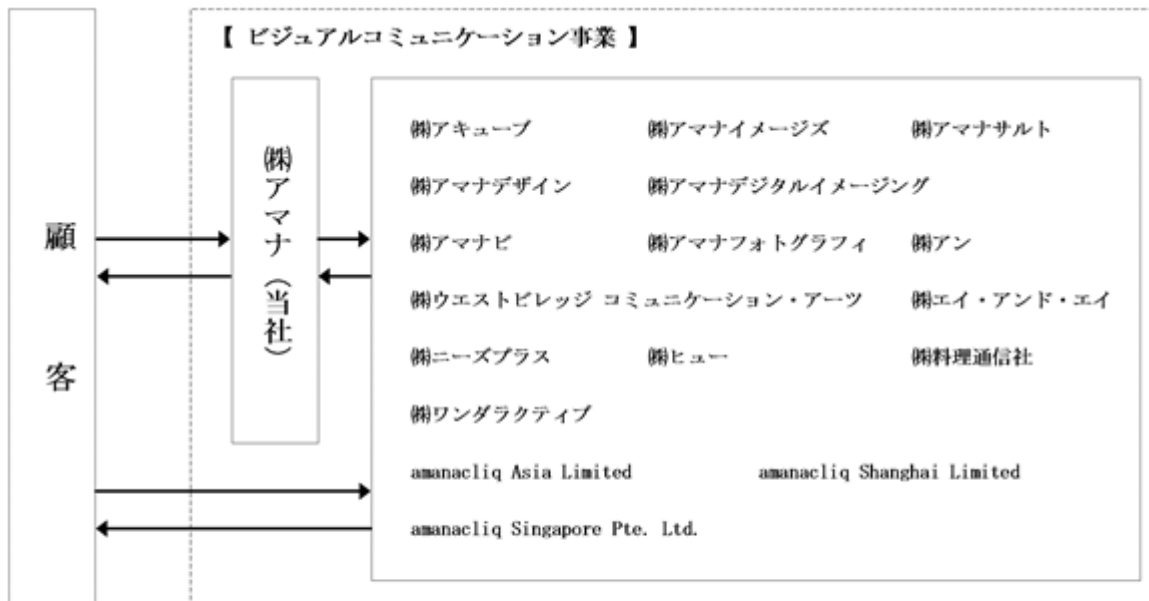 【 ビジュアルコミュニケーション事業 】
顧客
㈱アマナ（当社）
㈱アキューブ ㈱アマナイメージズ ㈱アマナサルト
㈱アマナデザイン ㈱アマナデジタルイメージング
㈱アマナビ ㈱アマナフォトグラフィ ㈱アン
㈱ウエストビレッジ コミュニケーション・アーツ ㈱エイ・アンド・エイ
㈱ニーズプラス ㈱ヒュー ㈱料理通信社
㈱ワンダラクティブ
amanacliq Asia Limited amanacliq Shanghai Limited
amanacliq Singapore Pte. Ltd.